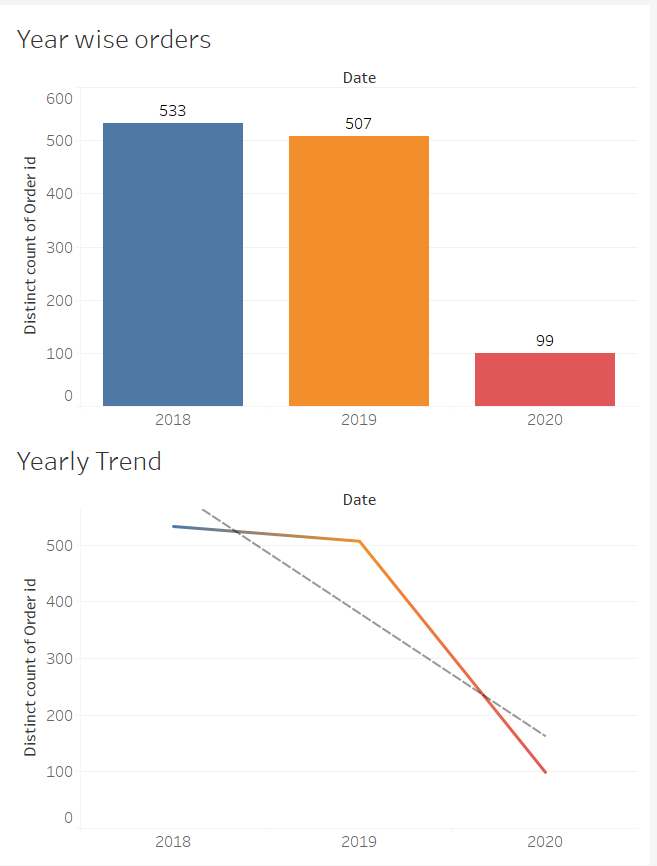 Year wise orders
Date
Distinct count of Order id
600
500
400
300
200
100
0
533
507
99
2018 2019 2020
Yearly Trend
Date
Distinct count of Order id
500
400
300
200
100
0
2018 2019 2020